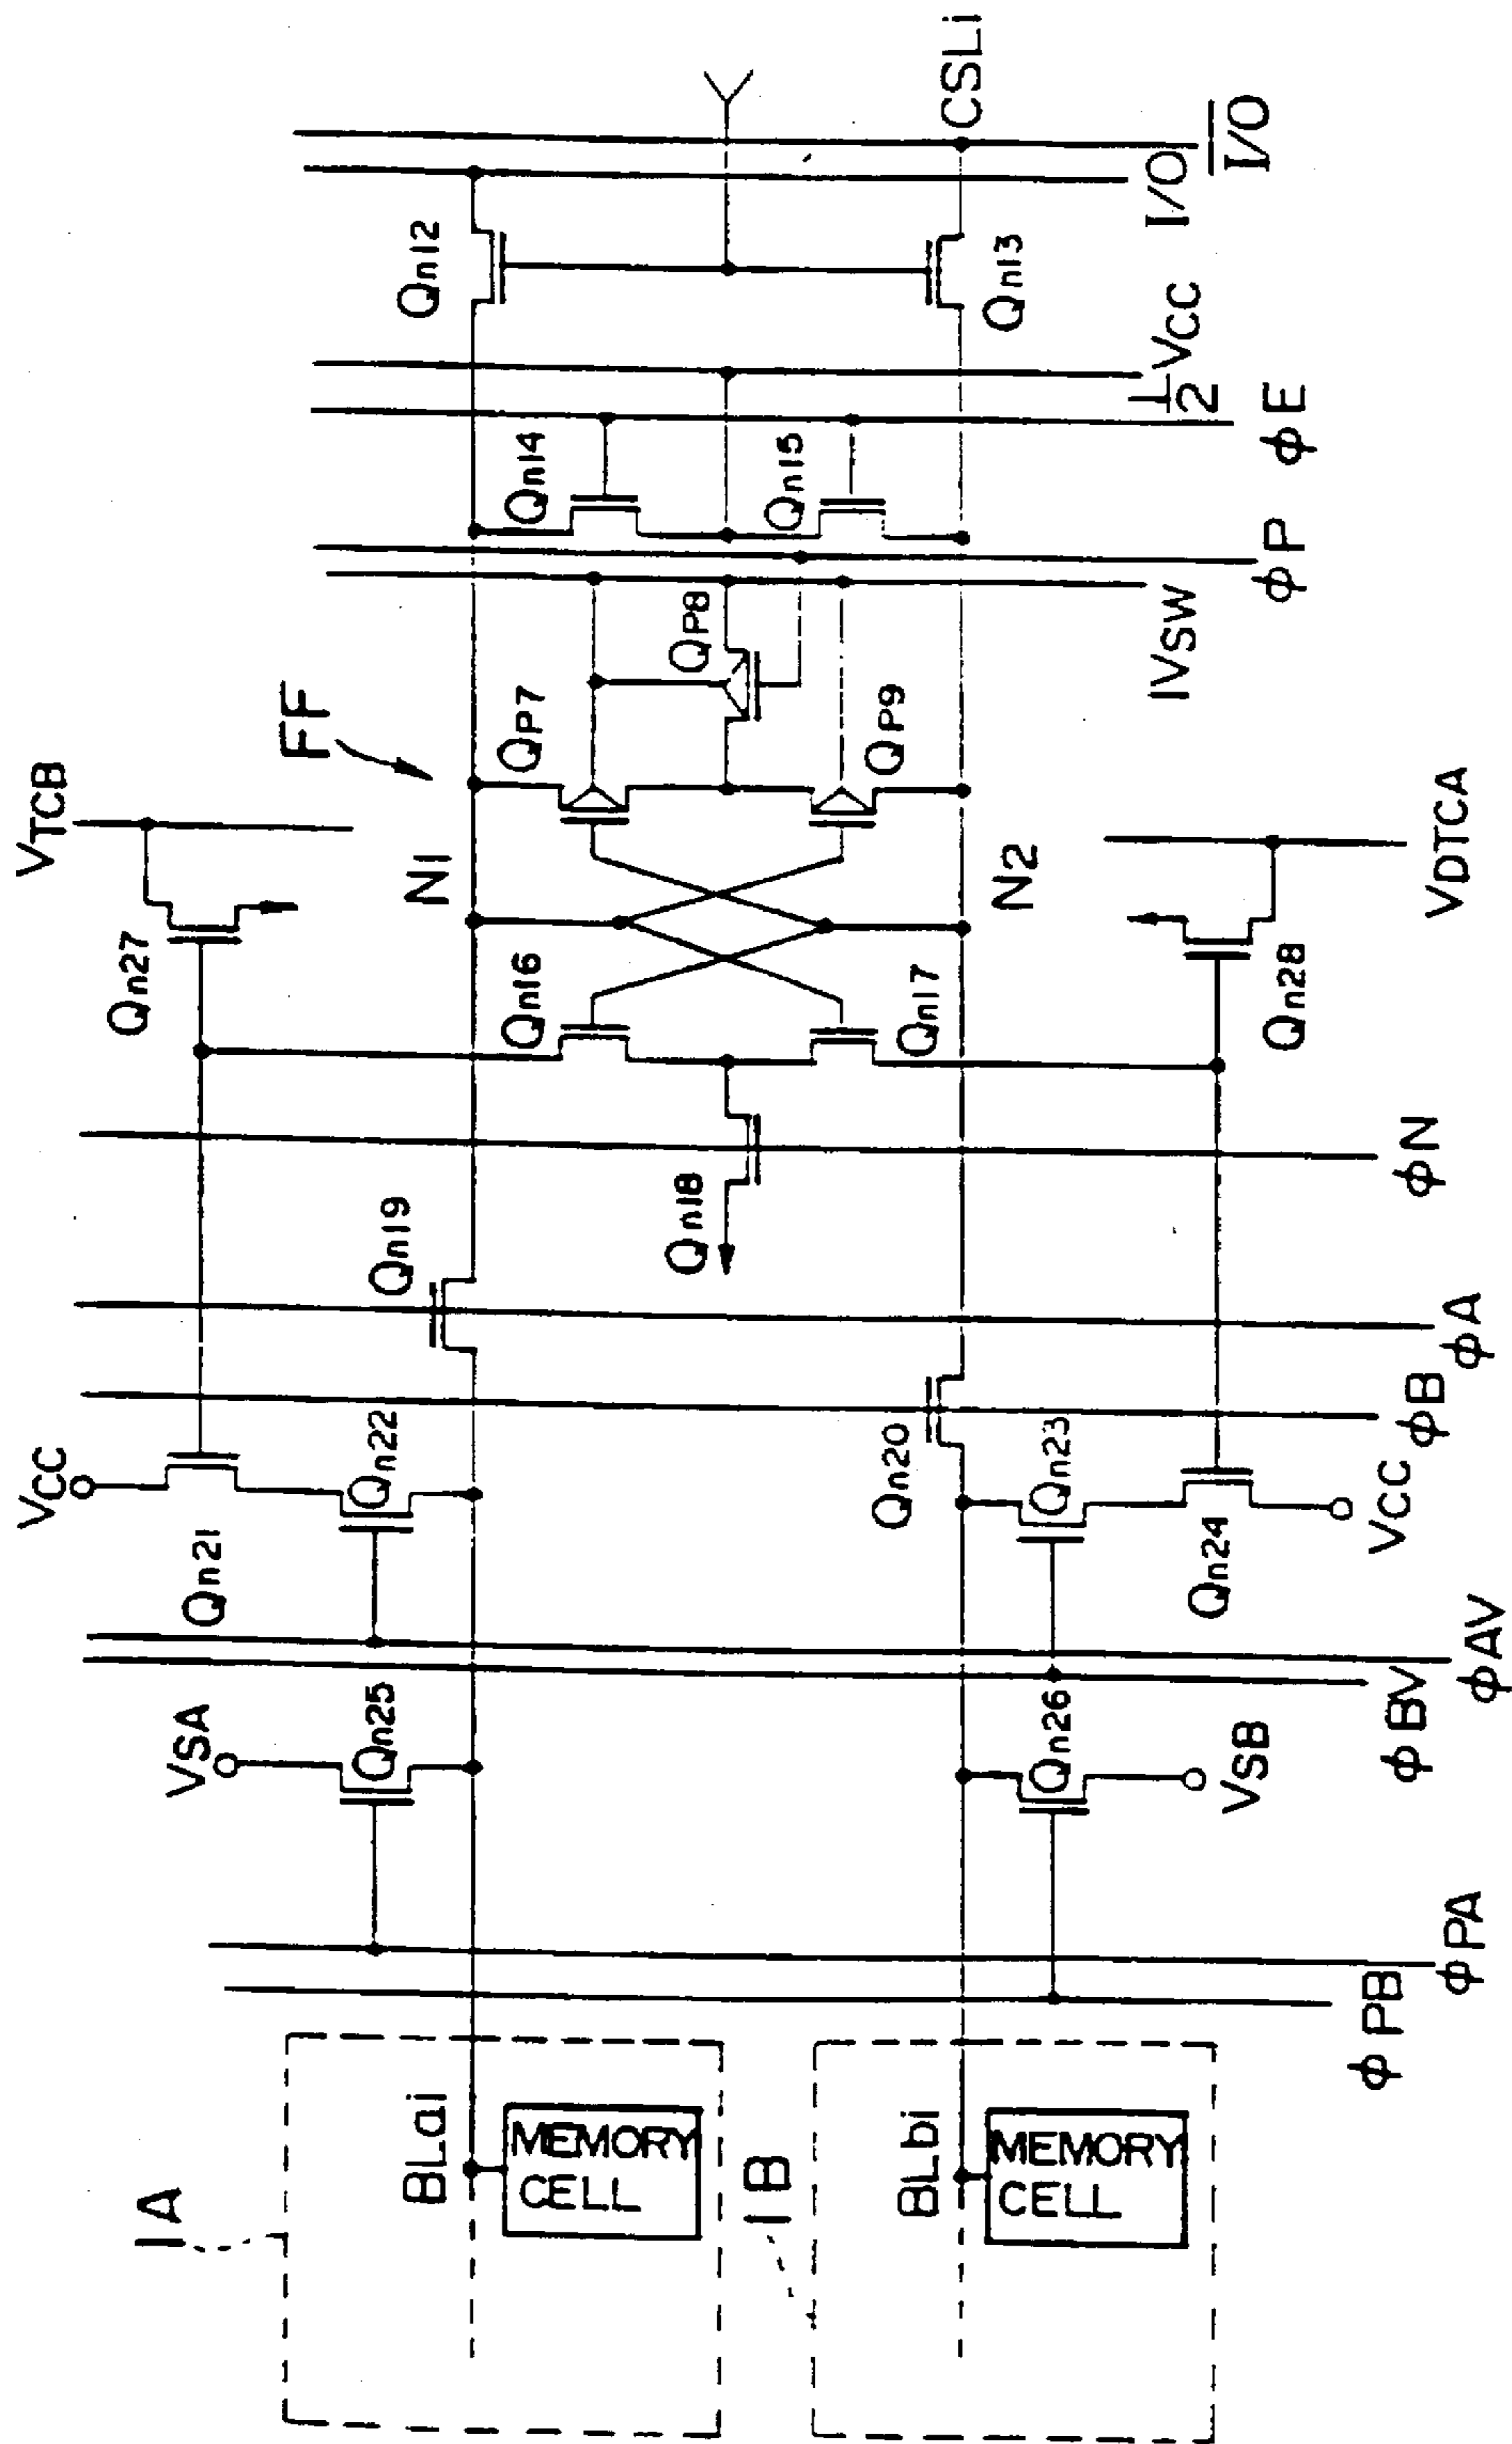 1A
BLai
MEMORY
CELL
1B
BLbi
MEMORY
CELL
φPB
φPA
VSA
Qn25
Qn26
VSB
φBV
φAV
VCC
Qn21
Qn22
Qn20
Qn23
Qn24
VCC
φB
φA
Qn19
Qn18
φN
VTCB
Qn27
N1
Qn16
Qn17
N2
Qn28
VDTCA
FF
QP7
QP8
QP9
IVSW
φP
Qn14
Qn15
φE
1/2 VCC
Qn12
Qn13
CSLi
I/O
I/O̅